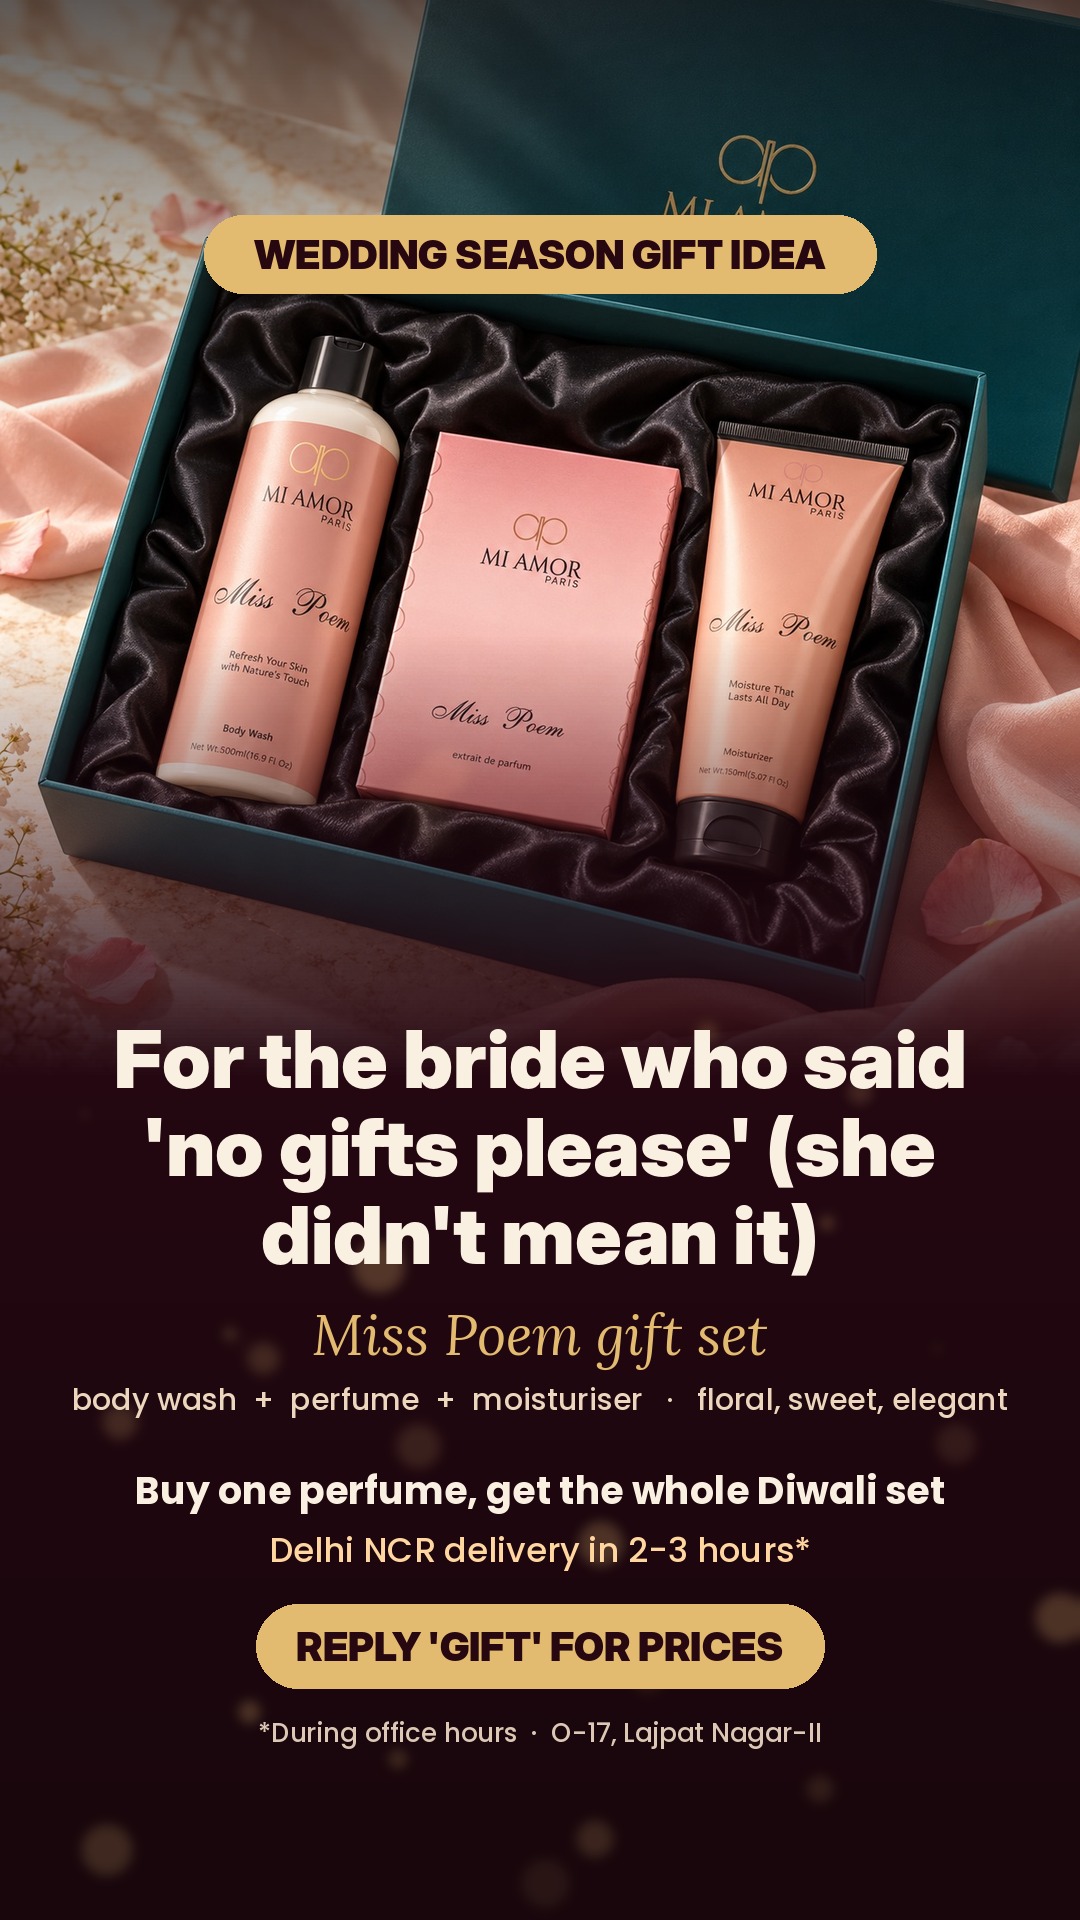 MI AMOR
WEDDING SEASON GIFT IDEA
MI AMOR
PARIS
Miss Poem
Refresh Your Skin
with Nature's Touch
Body Wash
Net Wt.500ml(16.9 Fl Oz)
MI AMOR
PARIS
Miss Poem
extrait de parfum
MI AMOR
PARIS
Miss Poem
Moisture That
Lasts All Day
Moisturizer
Net Wt.150ml(5.07 Fl Oz)
For the bride who said
'no gifts please' (she
didn't mean it)
Miss Poem gift set
body wash + perfume + moisturiser · floral, sweet, elegant
Buy one perfume, get the whole Diwali set
Delhi NCR delivery in 2-3 hours*
REPLY 'GIFT' FOR PRICES
*During office hours · O-17, Lajpat Nagar-II